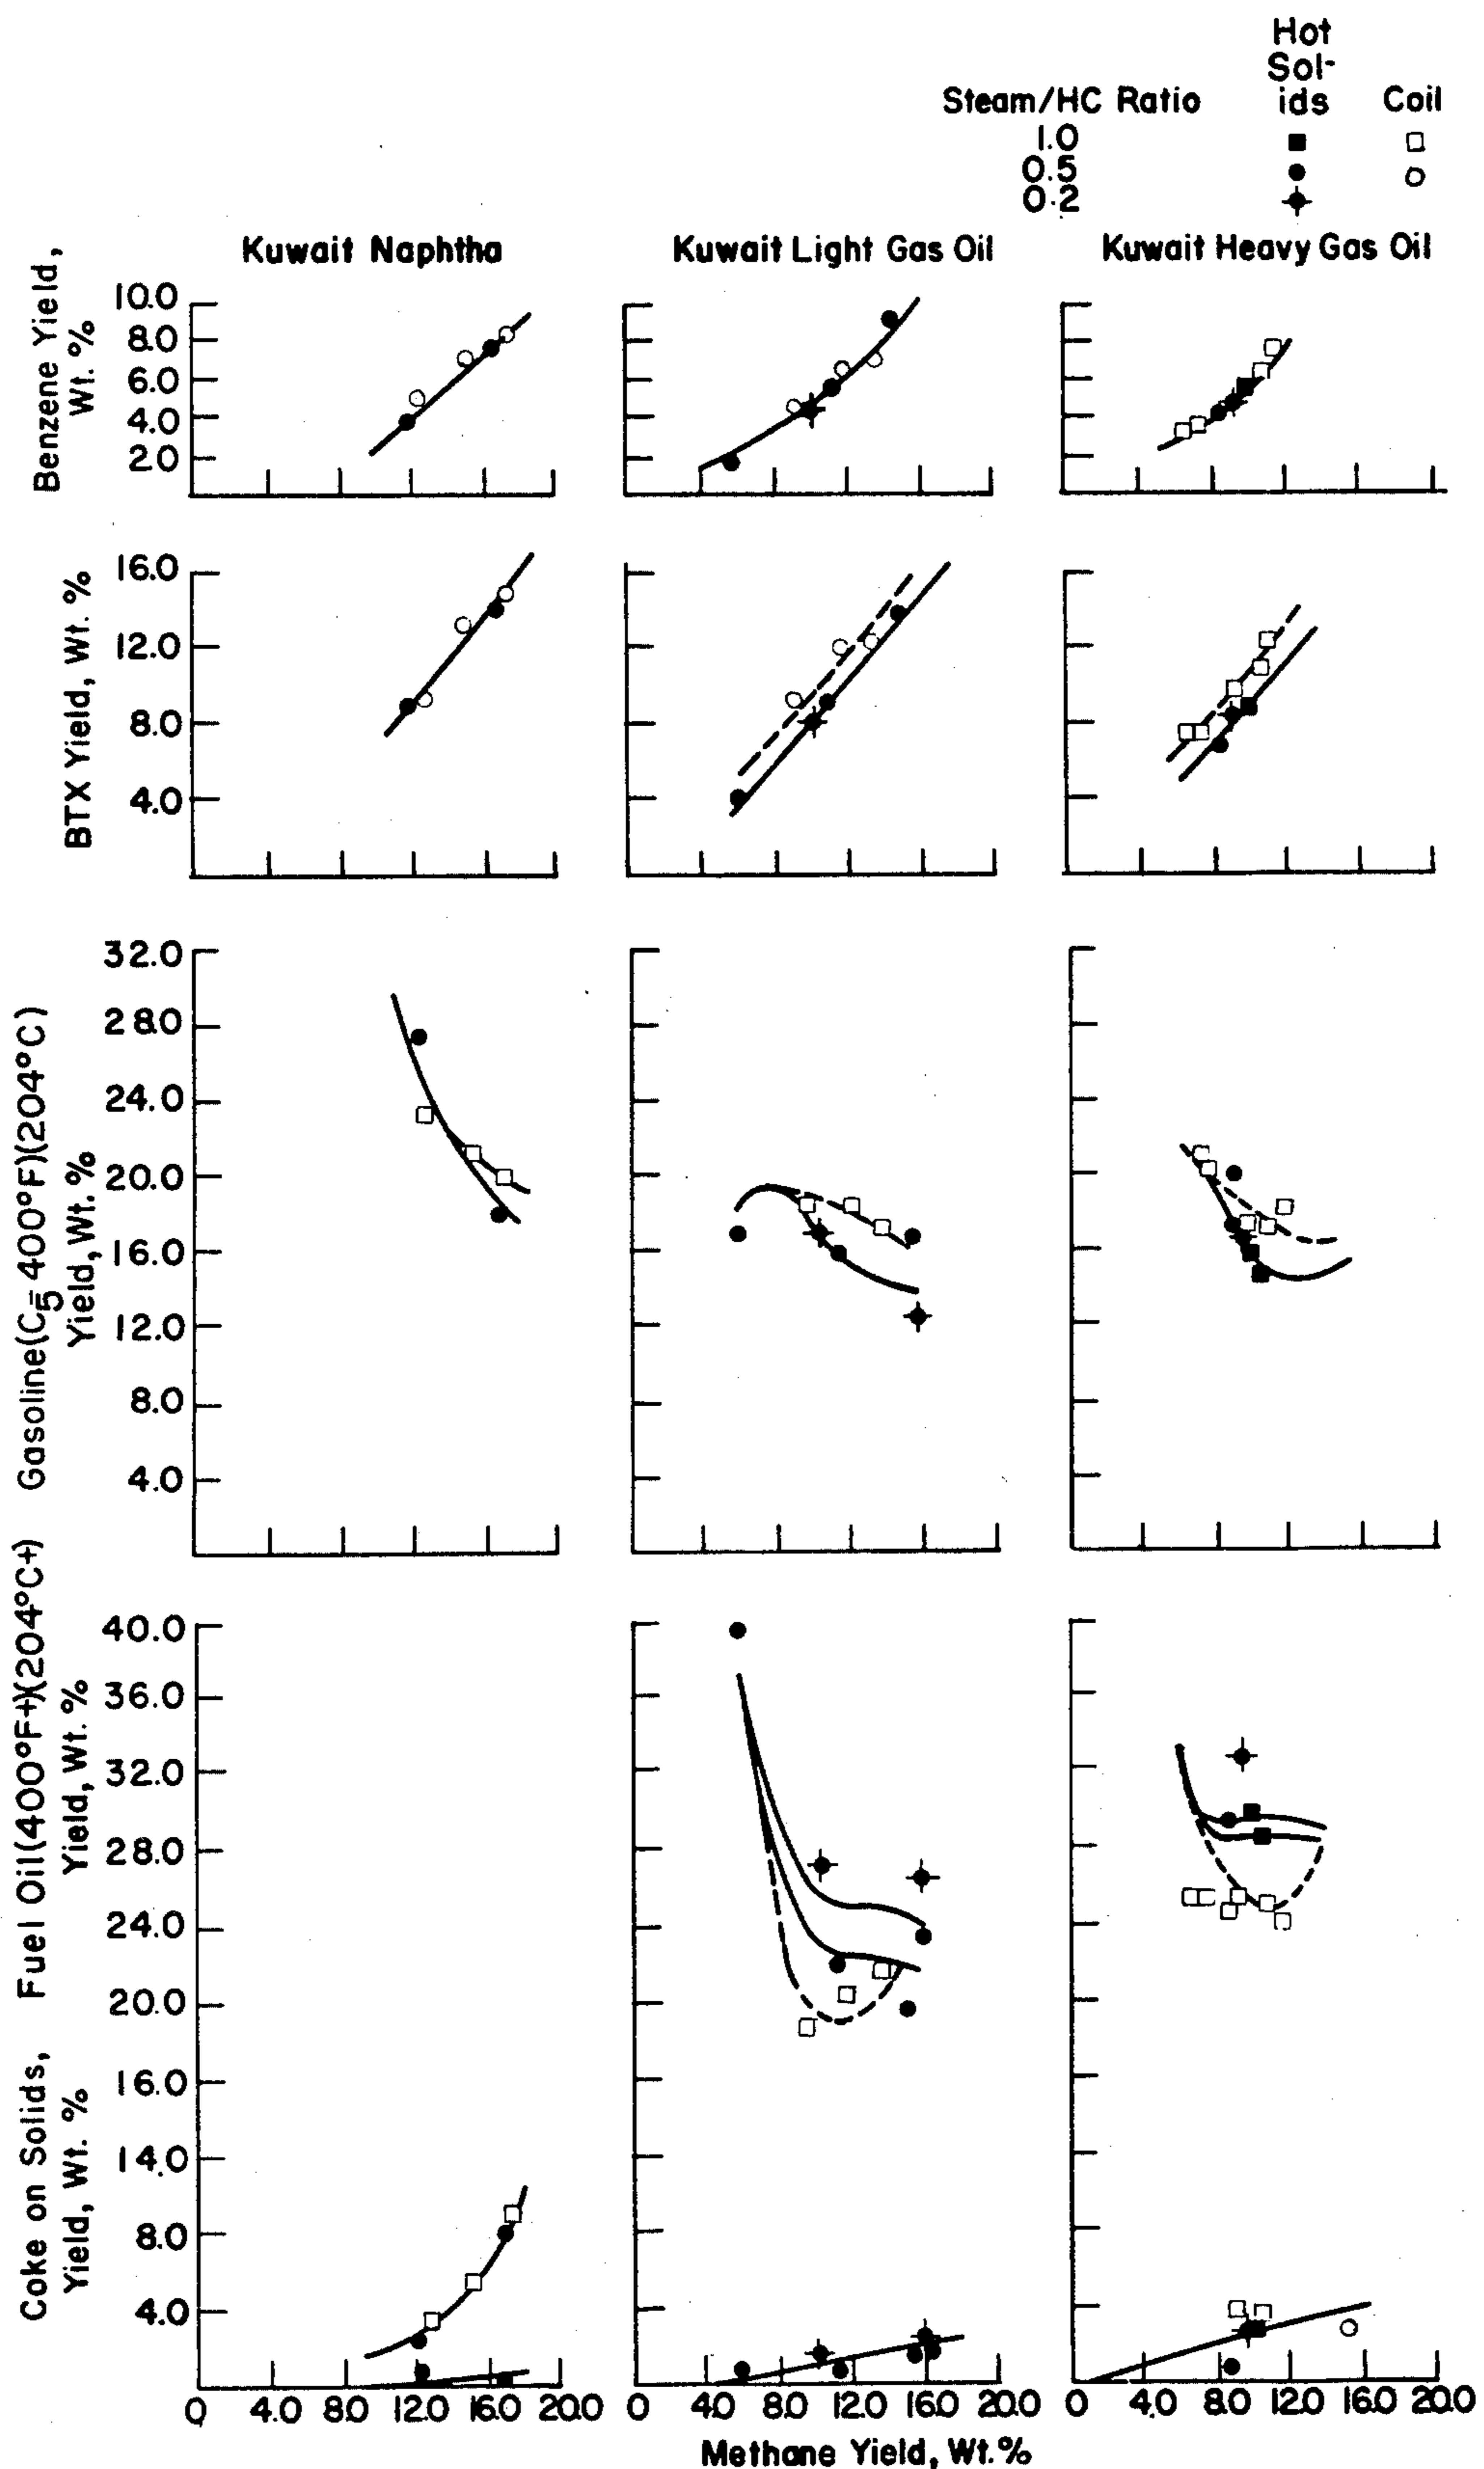 Hot
Sol-
Steam/HC Ratio ids Coil
1.0
0.5
0.2
Kuwait Naphtha Kuwait Light Gas Oil Kuwait Heavy Gas Oil
Benzene Yield,
Wt. %
10.0
8.0
6.0
4.0
2.0
BTX Yield, Wt. %
16.0
12.0
8.0
4.0
Gasoline(C5-400°F)(204°C)
Yield, Wt. %
32.0
28.0
24.0
20.0
16.0
12.0
8.0
4.0
Fuel Oil(400°F+)(204°C+)
Yield, Wt. %
Coke on Solids,
Yield, Wt. %
40.0
36.0
32.0
28.0
24.0
20.0
16.0
14.0
8.0
4.0
0 4.0 8.0 12.0 16.0 20.0 0 4.0 8.0 12.0 16.0 20.0 0 4.0 8.0 12.0 16.0 20.0
Methane Yield, Wt.%